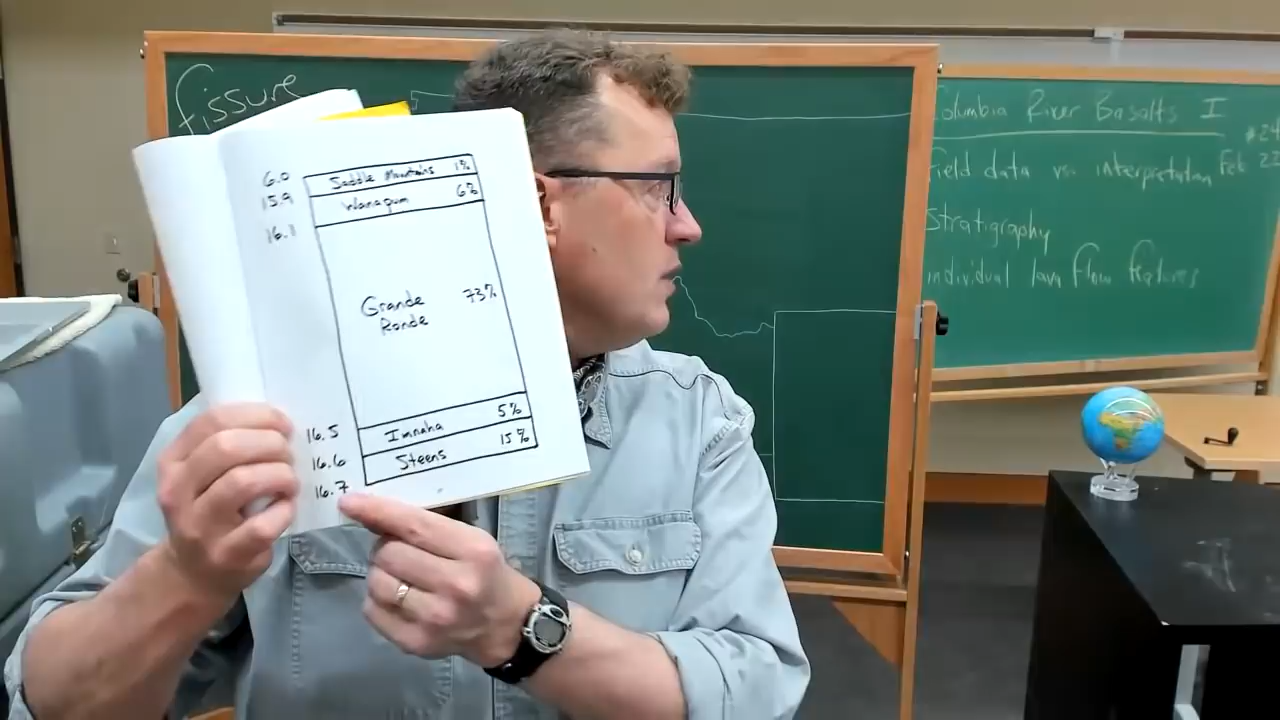 fissure
6.0
Saddle Mountains 1%
15.9
Wanapum 6%
16.1
Grande
Ronde 73%
16.5
Imnaha 5%
16.6
Steens 15%
16.7
Columbia River Basalts I
#24
Field data vs. interpretation Feb
Stratigraphy
individual lava flow features